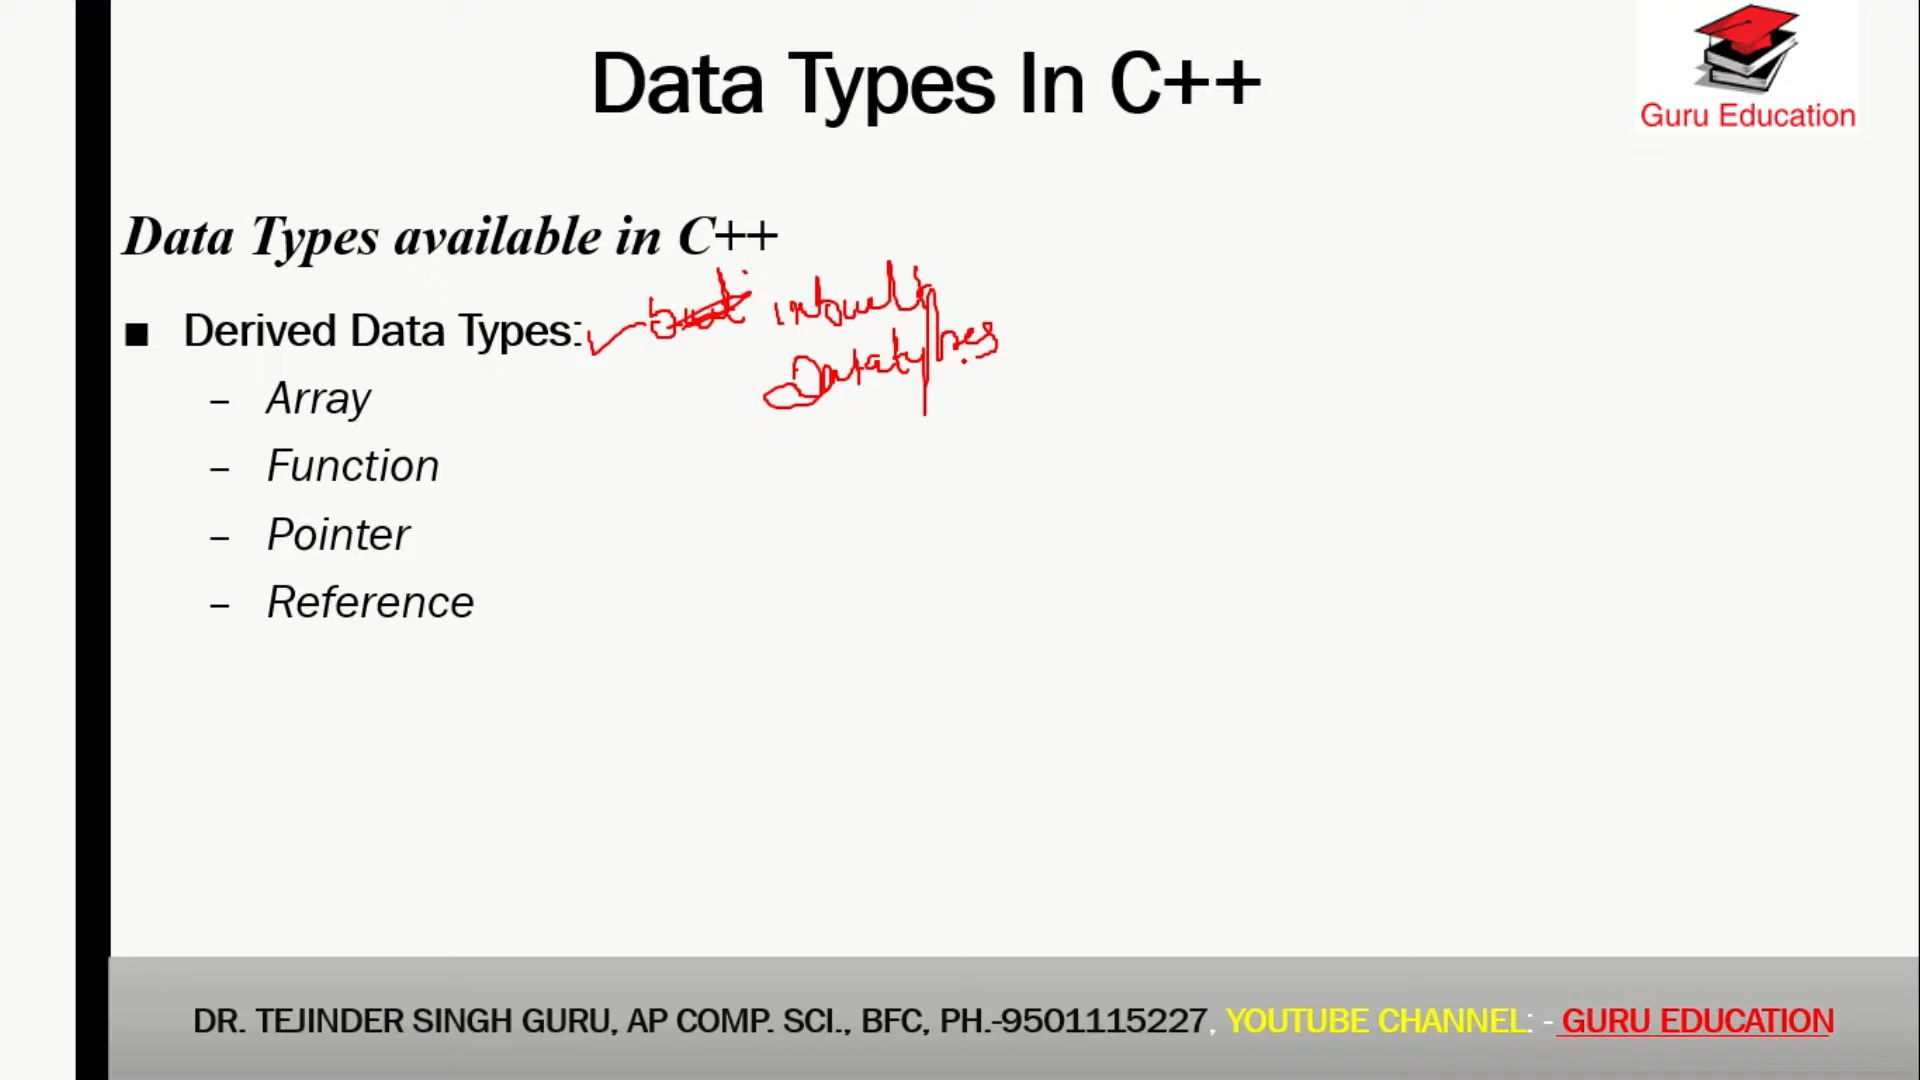 Data Types In C++
Guru Education
Data Types available in C++
■ Derived Data Types:
inbuilt
Datatypes
– Array
– Function
– Pointer
– Reference
DR. TEJINDER SINGH GURU, AP COMP. SCI., BFC, PH.-9501115227, YOUTUBE CHANNEL: - GURU EDUCATION